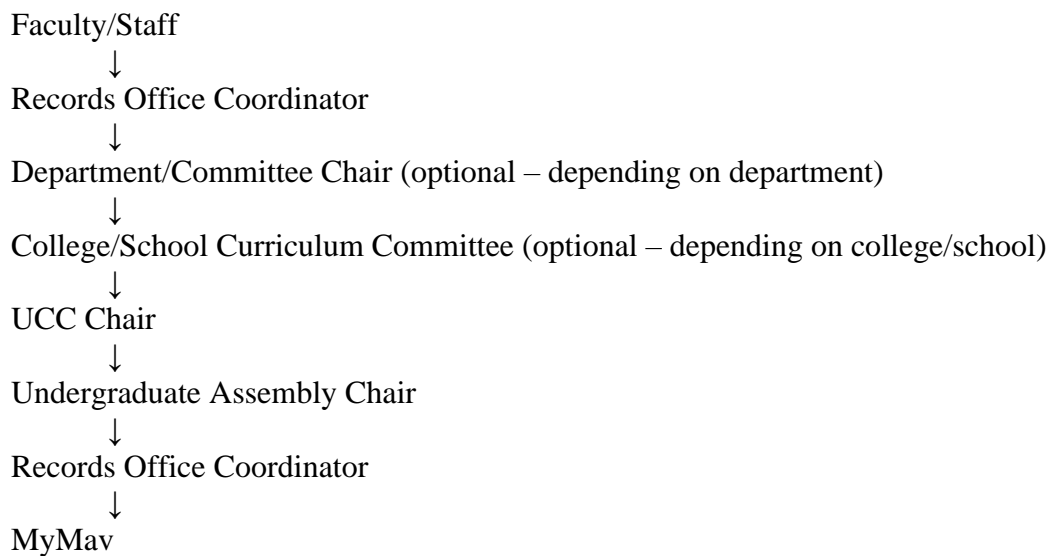 Faculty/Staff
↓
Records Office Coordinator
↓
Department/Committee Chair (optional – depending on department)
↓
College/School Curriculum Committee (optional – depending on college/school)
↓
UCC Chair
↓
Undergraduate Assembly Chair
↓
Records Office Coordinator
↓
MyMav